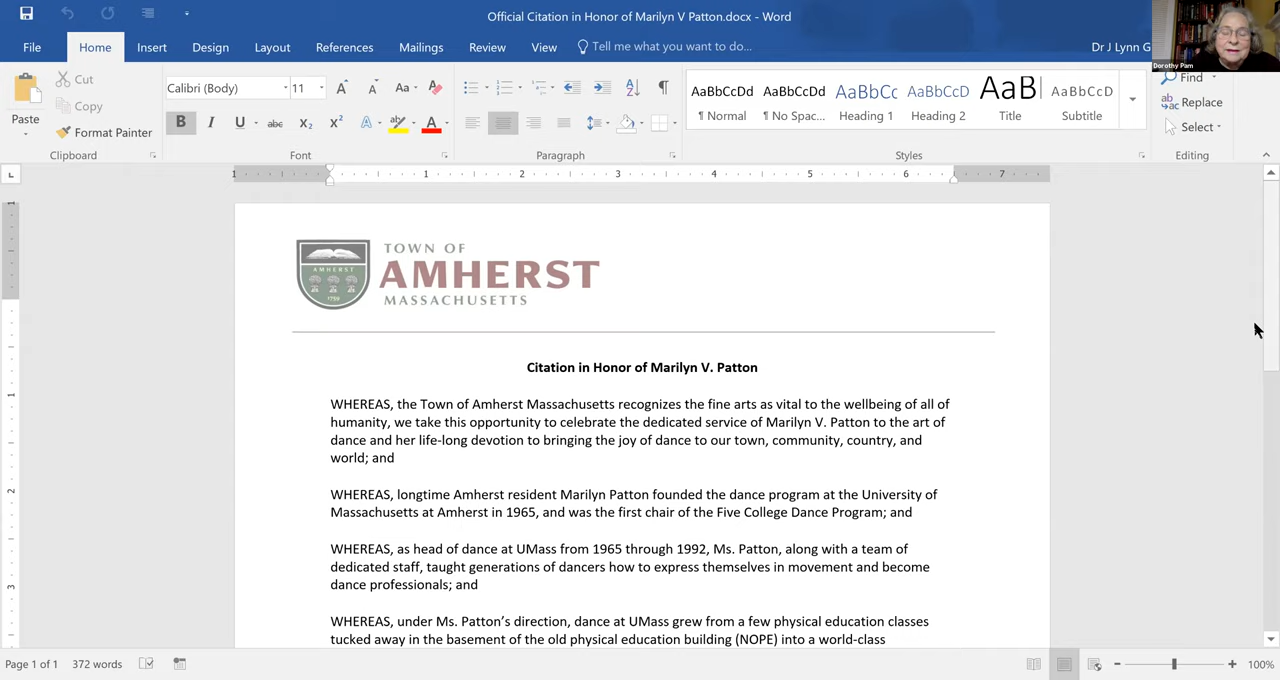 Official Citation in Honor of Marilyn V Patton.docx - Word
File Home Insert Design Layout References Mailings Review View Tell me what you want to do... Dr J Lynn G
Dorothy Pam
Paste
Cut
Copy
Format Painter
Clipboard
Calibri (Body) 11
Font
Paragraph
AaBbCcDd AaBbCcDd AaBbCc AaBbCcD AaB AaBbCcD
¶ Normal ¶ No Spac... Heading 1 Heading 2 Title Subtitle
Styles
Find
Replace
Select
Editing
1 1 2 3 4 5 6 7
TOWN OF
AMHERST
MASSACHUSETTS
AMHERST
1759
Citation in Honor of Marilyn V. Patton
WHEREAS, the Town of Amherst Massachusetts recognizes the fine arts as vital to the wellbeing of all of
humanity, we take this opportunity to celebrate the dedicated service of Marilyn V. Patton to the art of
dance and her life-long devotion to bringing the joy of dance to our town, community, country, and
world; and
WHEREAS, longtime Amherst resident Marilyn Patton founded the dance program at the University of
Massachusetts at Amherst in 1965, and was the first chair of the Five College Dance Program; and
WHEREAS, as head of dance at UMass from 1965 through 1992, Ms. Patton, along with a team of
dedicated staff, taught generations of dancers how to express themselves in movement and become
dance professionals; and
WHEREAS, under Ms. Patton's direction, dance at UMass grew from a few physical education classes
tucked away in the basement of the old physical education building (NOPE) into a world-class
Page 1 of 1 372 words 100%